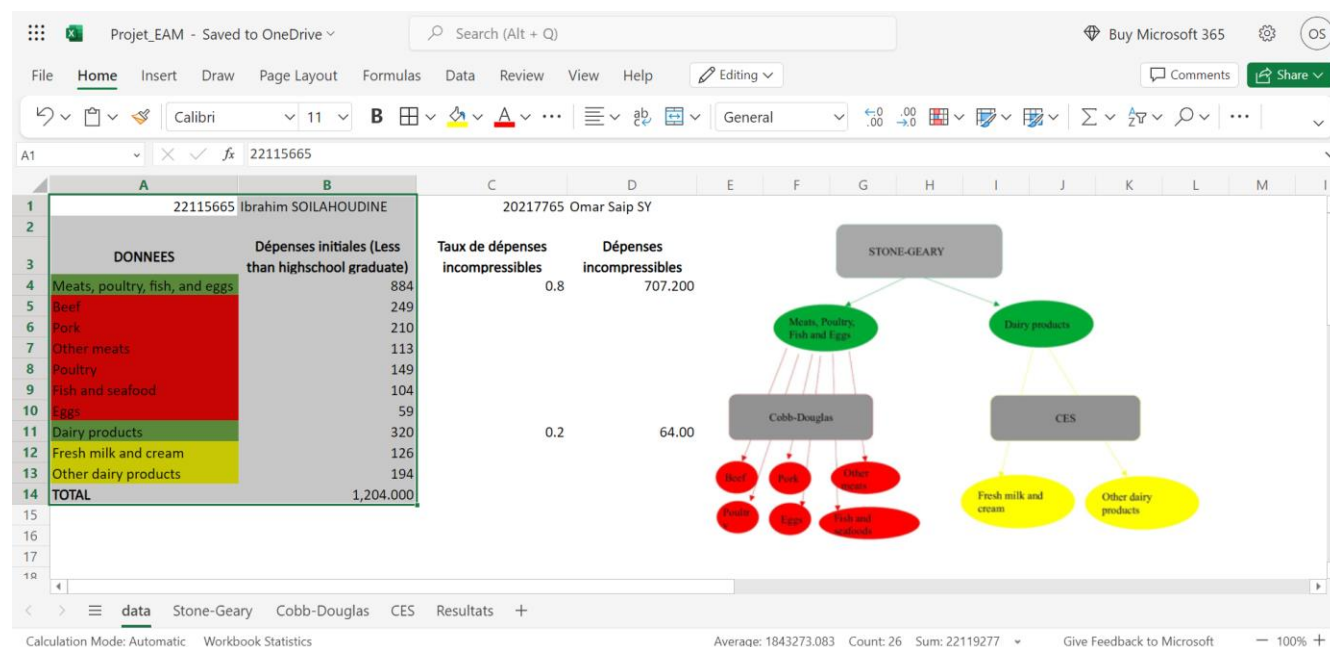 Projet_EAM - Saved to OneDrive
Search (Alt + Q)
Buy Microsoft 365
OS
File Home Insert Draw Page Layout Formulas Data Review View Help Editing Comments Share
Calibri 11 B A ab General
A1 fx 22115665
A B C D E F G H I J K L M
1 22115665 Ibrahim SOILAHOUDINE 20217765 Omar Saip SY
2
3 DONNEES Dépenses initiales (Less than highschool graduate) Taux de dépenses incompressibles Dépenses incompressibles
4 Meats, poultry, fish, and eggs 884 0.8 707.200
5 Beef 249
6 Pork 210
7 Other meats 113
8 Poultry 149
9 Fish and seafood 104
10 Eggs 59
11 Dairy products 320 0.2 64.00
12 Fresh milk and cream 126
13 Other dairy products 194
14 TOTAL 1,204.000
15
16
17
18
STONE-GEARY
Meats, Poultry,
Fish and Eggs
Dairy products
Cobb-Douglas
CES
Beef
Pork
Other
meats
Eggs
Fish and
seafoods
Fresh milk and
cream
Other dairy
products
data Stone-Geary Cobb-Douglas CES Resultats +
Calculation Mode: Automatic Workbook Statistics Average: 1843273.083 Count: 26 Sum: 22119277 Give Feedback to Microsoft 100%